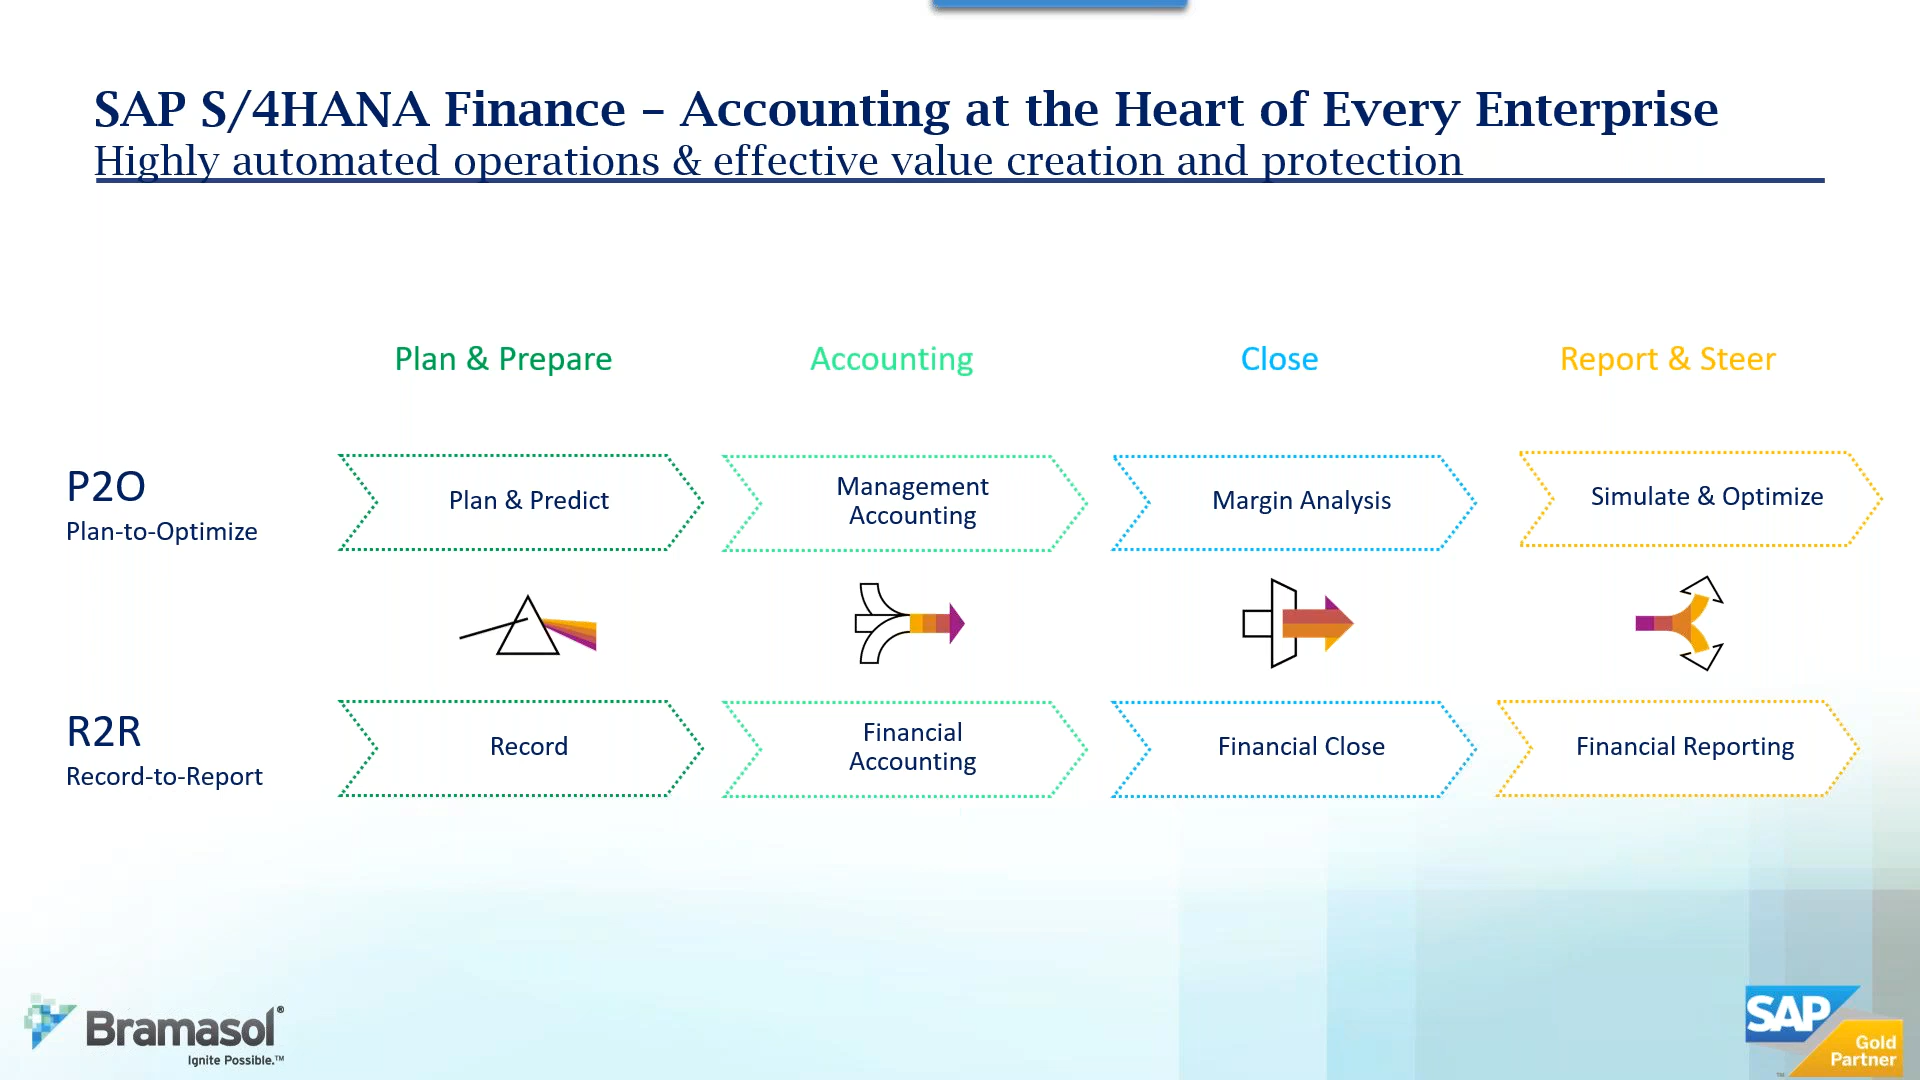 SAP S/4HANA Finance – Accounting at the Heart of Every Enterprise
Highly automated operations & effective value creation and protection
Plan & Prepare
Accounting
Close
Report & Steer
P2O
Plan-to-Optimize
Plan & Predict
Management
Accounting
Margin Analysis
Simulate & Optimize
R2R
Record-to-Report
Record
Financial
Accounting
Financial Close
Financial Reporting
Bramasol®
Ignite Possible.™
SAP
Gold
Partner
™